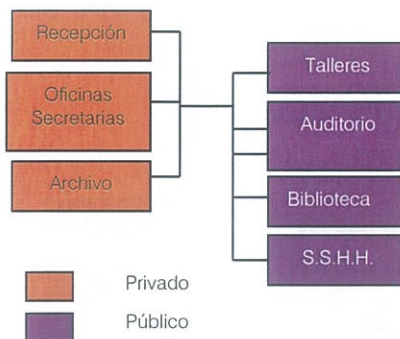 Recepción
Oficinas
Secretarias
Archivo
Talleres
Auditorio
Biblioteca
S.S.H.H.
Privado
Público